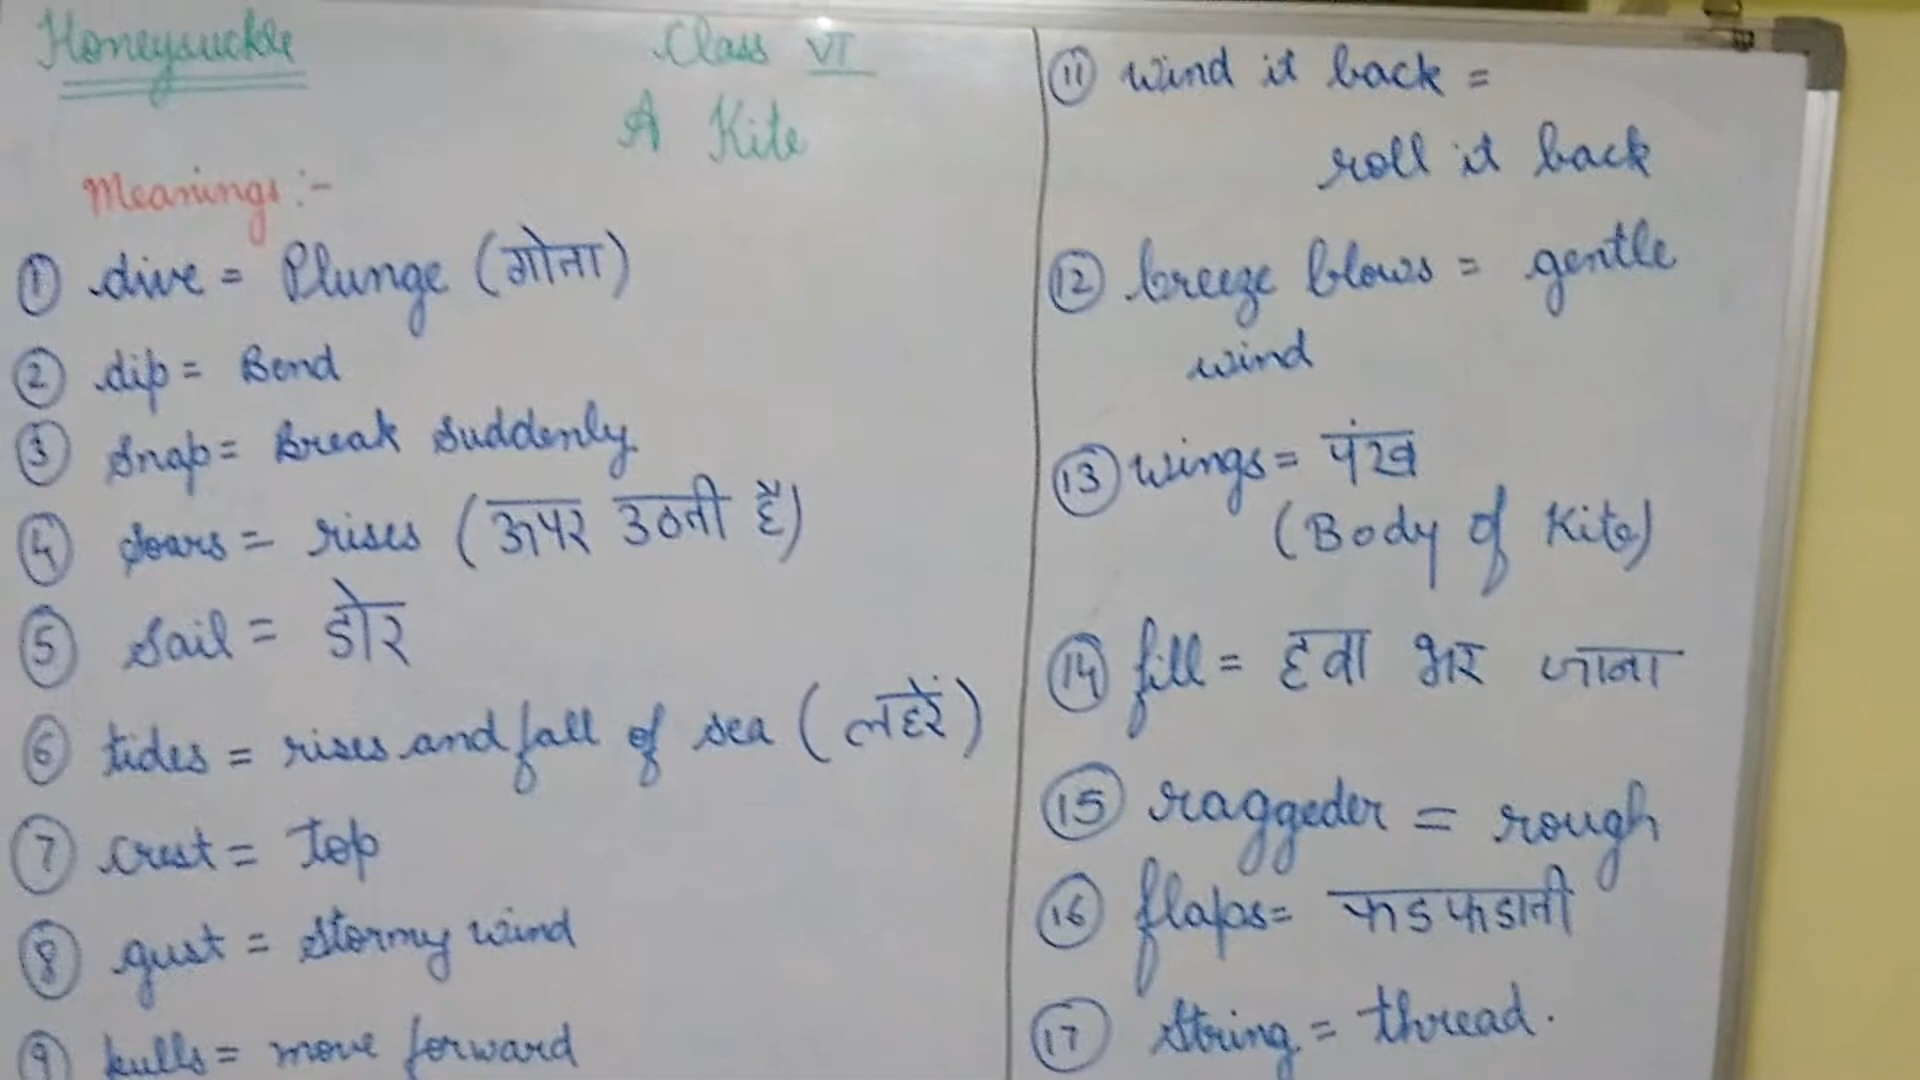 Honeysuckle
Class VI
A Kite
Meanings :-
① dive = Plunge (गोता)
② dip = Bend
③ snap = Break suddenly
④ soars = rises (ऊपर उठती है)
⑤ sail = डोर
⑥ tides = rises and fall of sea (लहरें)
⑦ crest = top
⑧ gust = stormy wind
⑨ pulls = move forward
⑪ wind it back =
roll it back
⑫ breeze blows = gentle
wind
⑬ wings = पंख
(Body of Kite)
⑭ fill = हवा भर जाना
⑮ raggeder = rough
⑯ flaps = फडफडाती
⑰ string = thread.